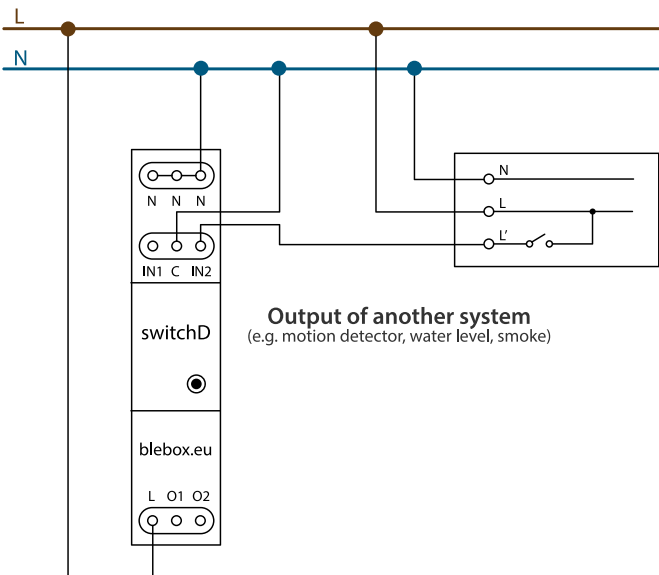 L
N
N N N
IN1 C IN2
switchD
blebox.eu
L O1 O2
N
L
L'
Output of another system
(e.g. motion detector, water level, smoke)